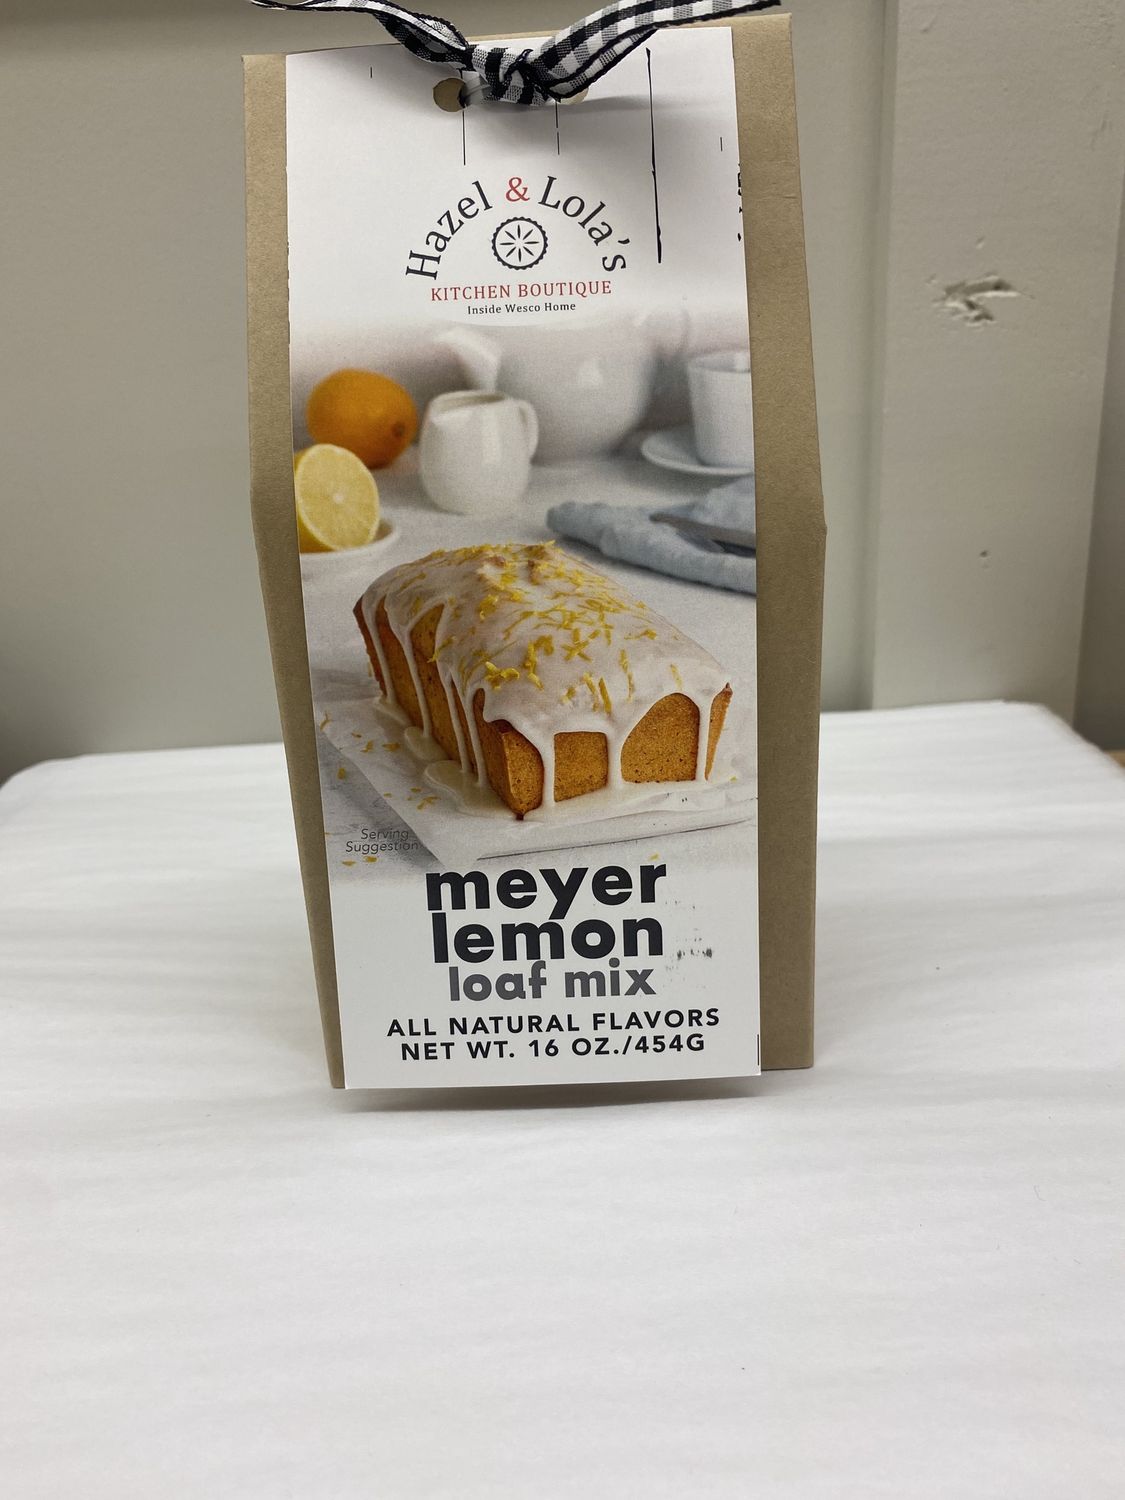 Hazel & Lola's
KITCHEN BOUTIQUE
Inside Wesco Home
Serving
Suggestion
meyer
lemon
loaf mix
ALL NATURAL FLAVORS
NET WT. 16 OZ./454G